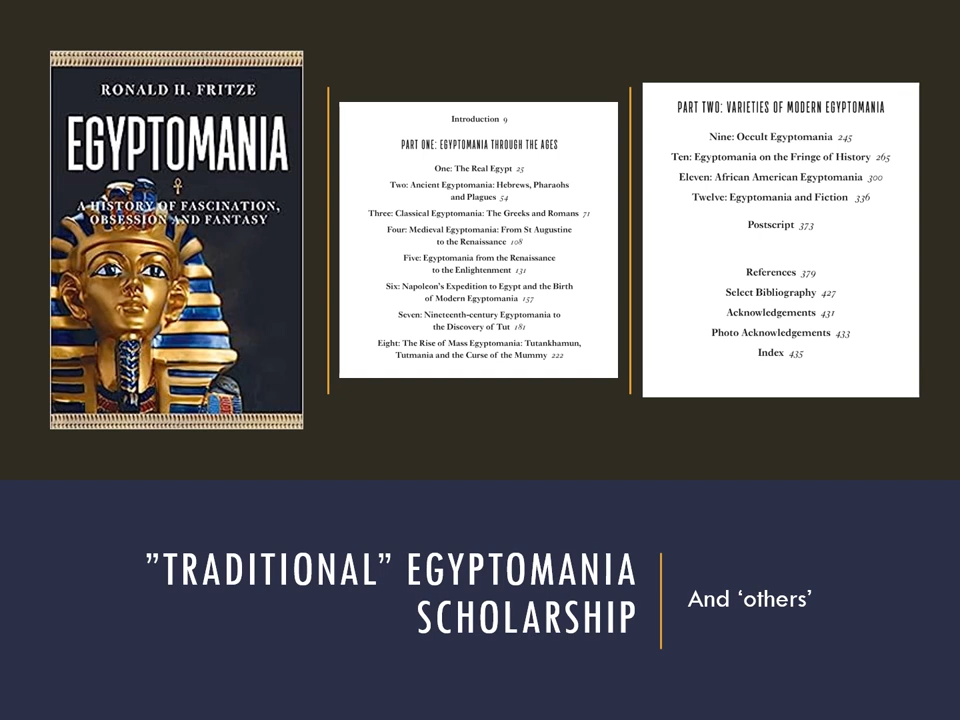 RONALD H. FRITZE
EGYPTOMANIA
A HISTORY OF FASCINATION,
OBSESSION AND FANTASY
Introduction 9
PART ONE: EGYPTOMANIA THROUGH THE AGES
One: The Real Egypt 25
Two: Ancient Egyptomania: Hebrews, Pharaohs
and Plagues 54
Three: Classical Egyptomania: The Greeks and Romans 71
Four: Medieval Egyptomania: From St Augustine
to the Renaissance 108
Five: Egyptomania from the Renaissance
to the Enlightenment 131
Six: Napoleon's Expedition to Egypt and the Birth
of Modern Egyptomania 157
Seven: Nineteenth-century Egyptomania to
the Discovery of Tut 181
Eight: The Rise of Mass Egyptomania: Tutankhamun,
Tutmania and the Curse of the Mummy 222
PART TWO: VARIETIES OF MODERN EGYPTOMANIA
Nine: Occult Egyptomania 245
Ten: Egyptomania on the Fringe of History 265
Eleven: African American Egyptomania 300
Twelve: Egyptomania and Fiction 336
Postscript 373
References 379
Select Bibliography 427
Acknowledgements 431
Photo Acknowledgements 433
Index 435
”TRADITIONAL” EGYPTOMANIA
SCHOLARSHIP
And ‘others’